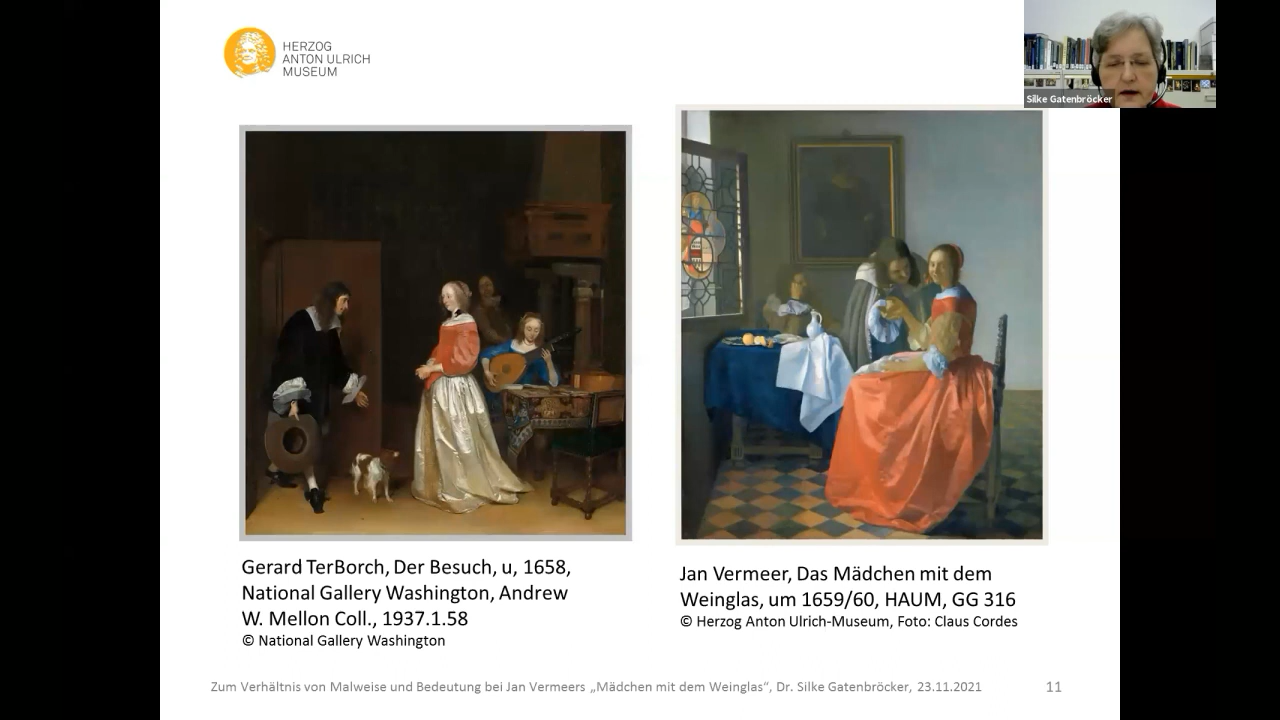 HERZOG
ANTON ULRICH
MUSEUM
Silke Gatenbröcker
Gerard TerBorch, Der Besuch, u, 1658,
National Gallery Washington, Andrew
W. Mellon Coll., 1937.1.58
© National Gallery Washington
Jan Vermeer, Das Mädchen mit dem
Weinglas, um 1659/60, HAUM, GG 316
© Herzog Anton Ulrich-Museum, Foto: Claus Cordes
Zum Verhältnis von Malweise und Bedeutung bei Jan Vermeers „Mädchen mit dem Weinglas“, Dr. Silke Gatenbröcker, 23.11.2021
11